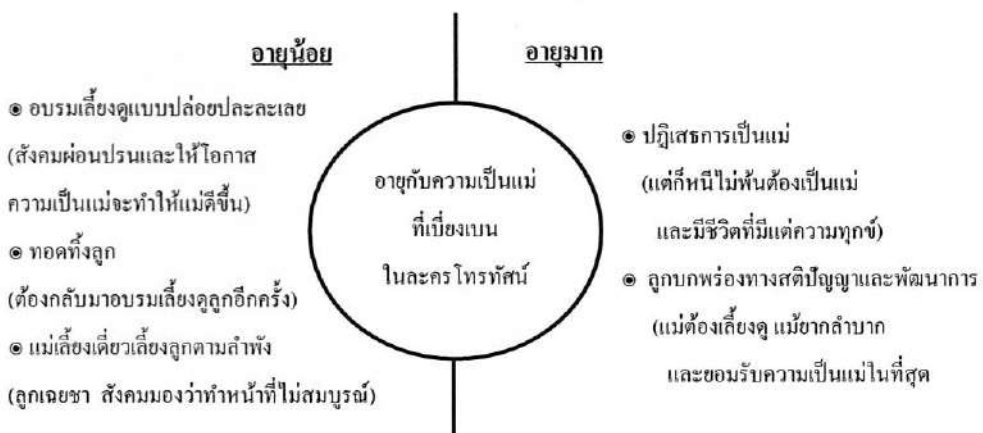 อายุน้อย
◉ อบรมเลี้ยงดูแบบปล่อยปละละเลย
(สังคมผ่อนปรนและให้โอกาส
ความเป็นแม่จะทำให้แม่ดีขึ้น)
◉ ทอดทิ้งลูก
(ต้องกลับมาอบรมเลี้ยงดูลูกอีกครั้ง)
◉ แม่เลี้ยงเดี่ยวเลี้ยงลูกตามลำพัง
(ลูกเฉยชา สังคมมองว่าทำหน้าที่ไม่สมบูรณ์)
อายุกับความเป็นแม่
ที่เบี่ยงเบน
ในละครโทรทัศน์
อายุมาก
◉ ปฎิเสธการเป็นแม่
(แต่ก็หนีไม่พ้นต้องเป็นแม่
และมีชีวิตที่มีแต่ความทุกข์)
◉ ลูกบกพร่องทางสติปัญญาและพัฒนาการ
(แม่ต้องเลี้ยงดู แม้ยากลำบาก
และยอมรับความเป็นแม่ในที่สุด